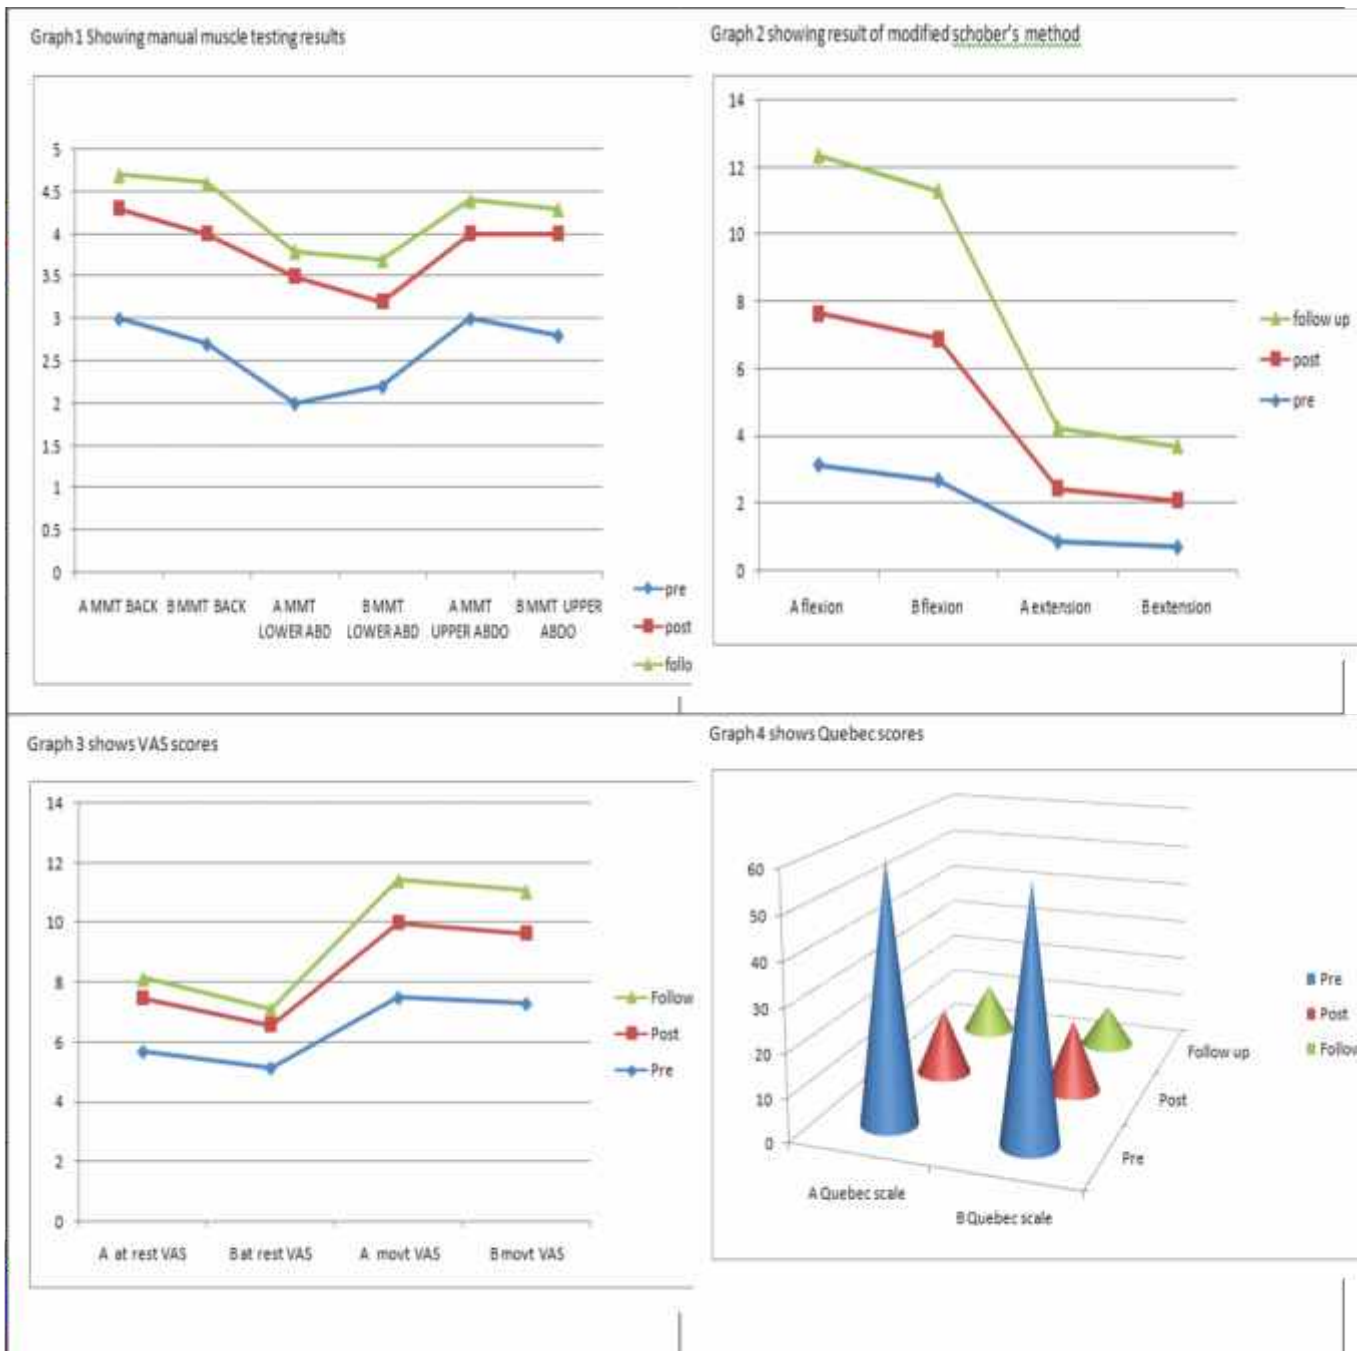 Graph 1 Showing manual muscle testing results
5
4.5
4
3.5
3
2.5
2
1.5
1
0.5
0
A MMT BACK
B MMT BACK
A MMT
LOWER ABD
B MMT
LOWER ABD
A MMT
UPPER ABDO
B MMT UPPER
ABDO
pre
post
follo
Graph 2 showing result of modified schober's method
14
12
10
8
6
4
2
0
A flexion
B flexion
A extension
B extension
follow up
post
pre
Graph 3 shows VAS scores
14
12
10
8
6
4
2
0
A at rest VAS
B at rest VAS
A movt VAS
B movt VAS
Follow
Post
Pre
Graph 4 shows Quebec scores
60
50
40
30
20
10
0
A Quebec scale
B Quebec scale
Pre
Post
Follow up
Pre
Post
Follow